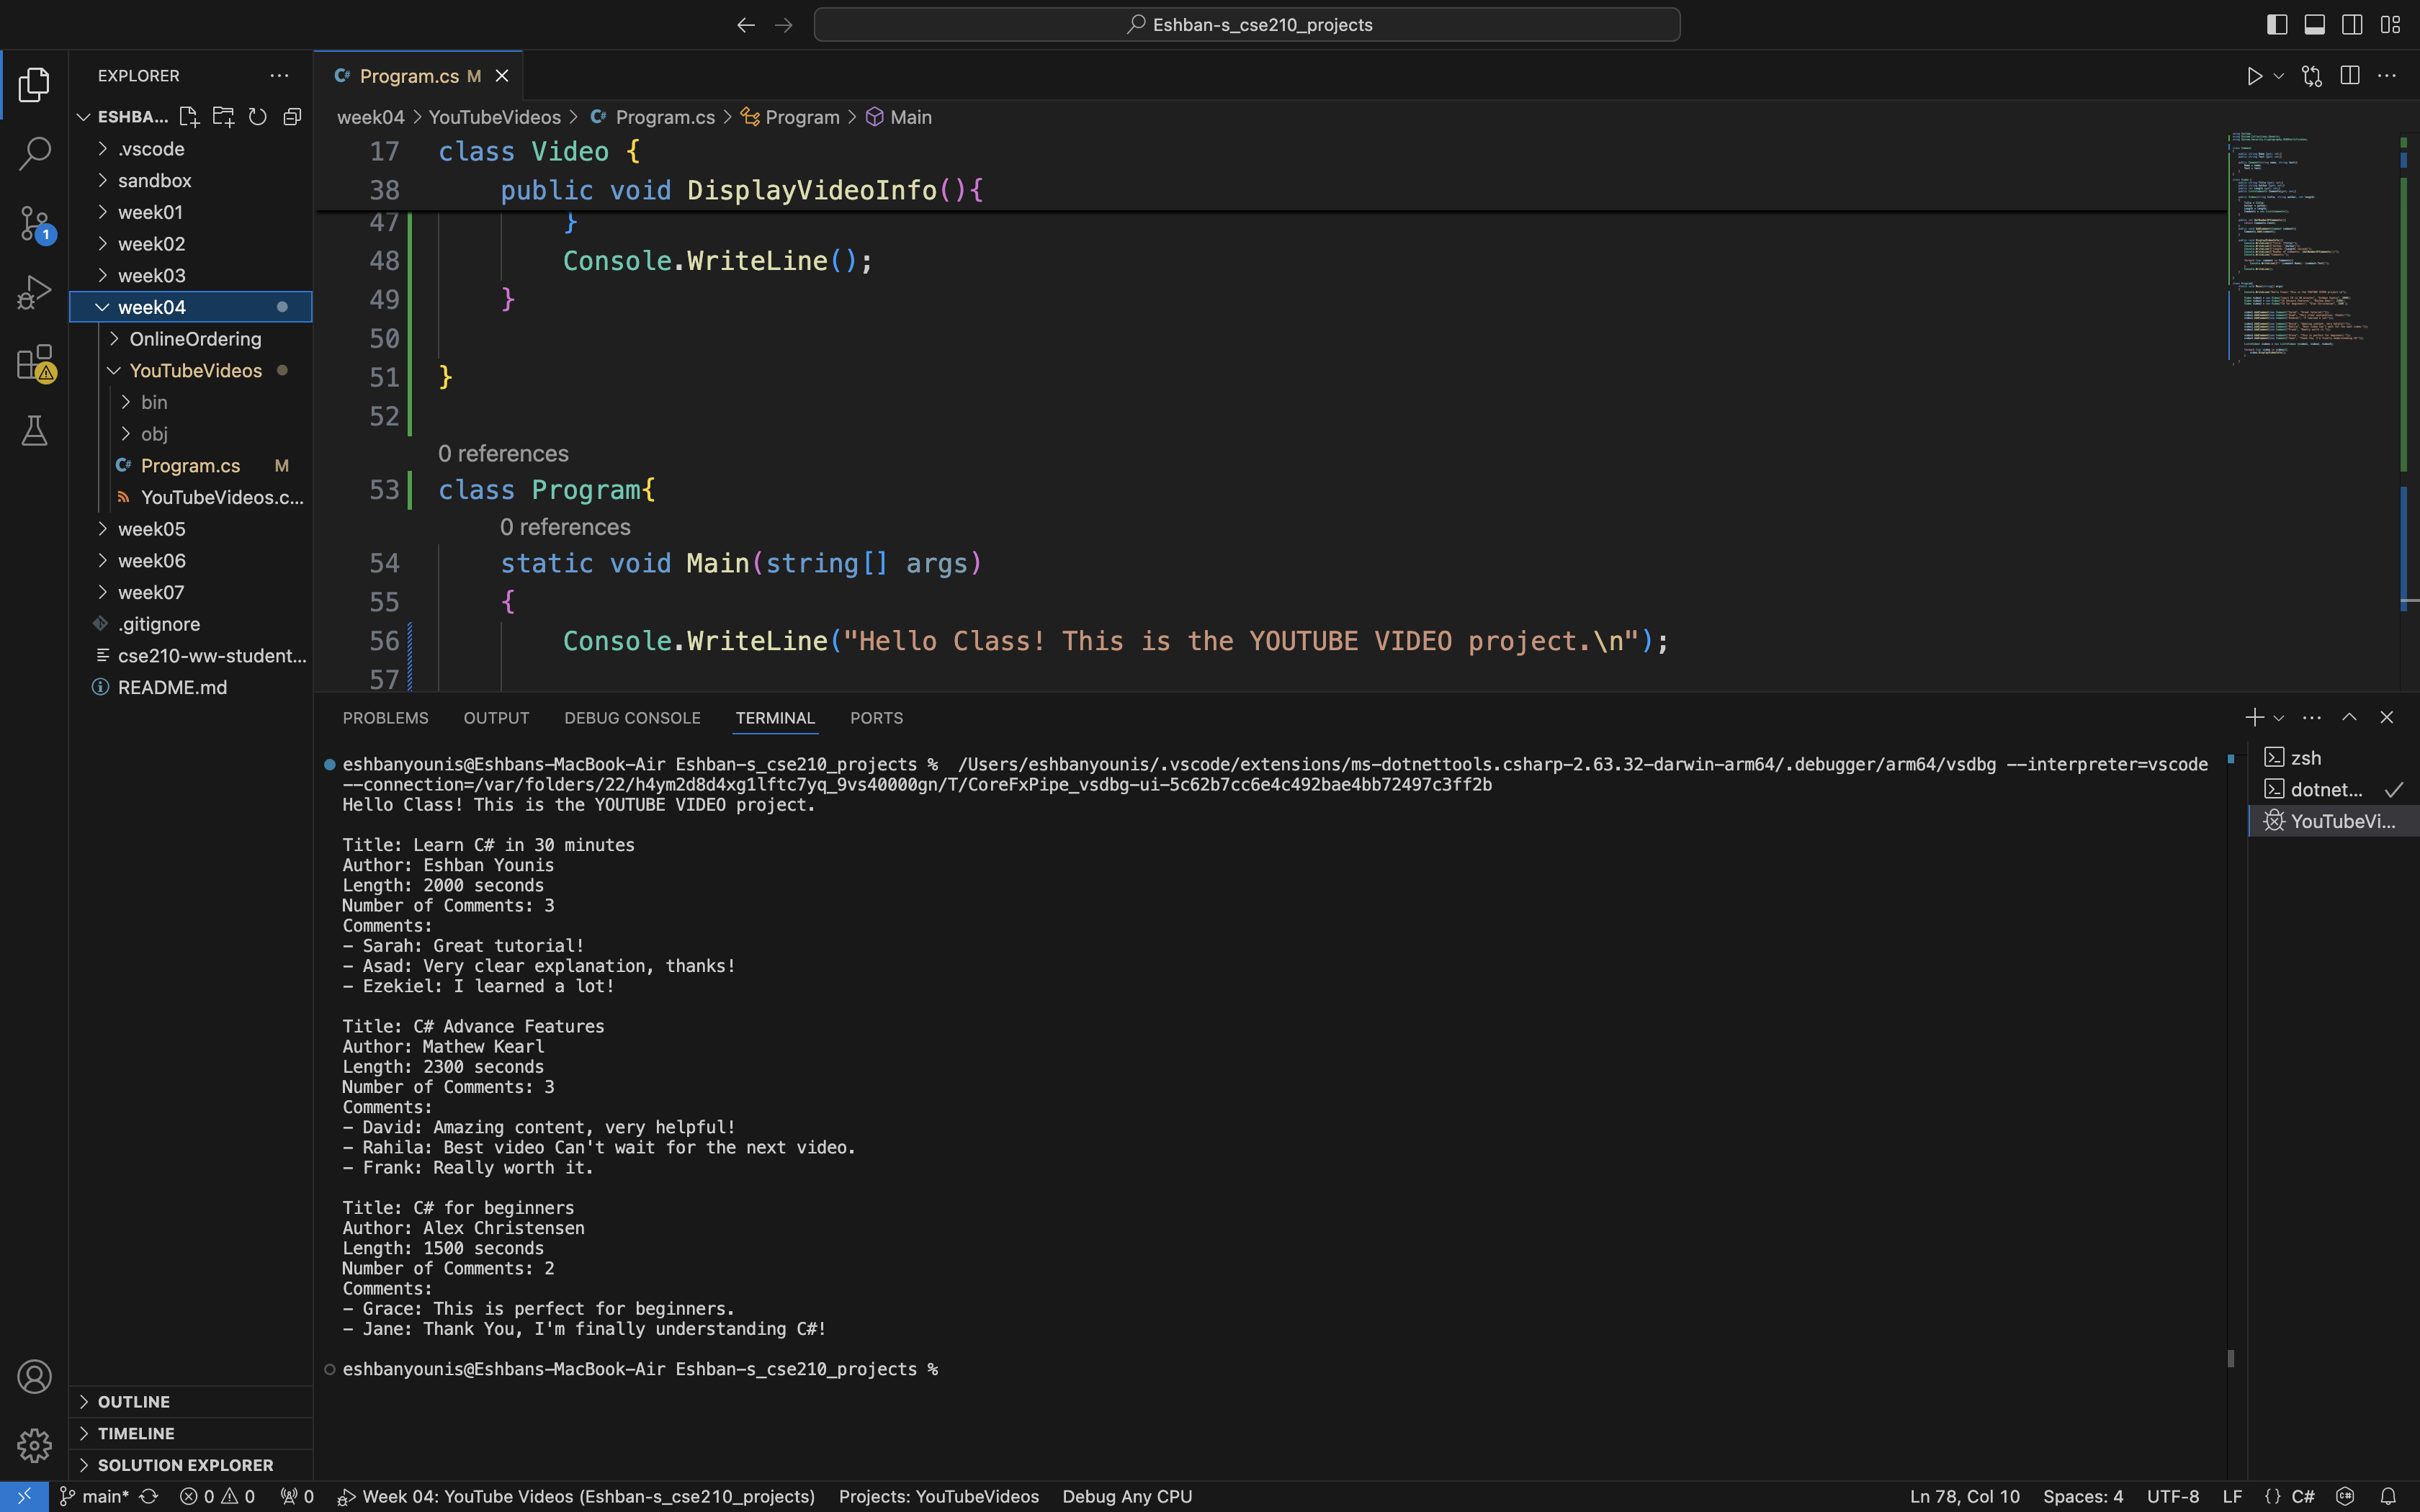 Eshban-s_cse210_projects
EXPLORER
ESHBA...
.vscode
sandbox
week01
week02
week03
week04
OnlineOrdering
YouTubeVideos
bin
obj
Program.cs M
YouTubeVideos.c...
week05
week06
week07
.gitignore
cse210-ww-student...
README.md
OUTLINE
TIMELINE
SOLUTION EXPLORER
1
Program.cs M
week04 > YouTubeVideos > Program.cs > Program > Main
17 class Video {
38 public void DisplayVideoInfo(){
47 }
48 Console.WriteLine();
49 }
50
51 }
52
0 references
53 class Program{
0 references
54 static void Main(string[] args)
55 {
56 Console.WriteLine("Hello Class! This is the YOUTUBE VIDEO project.\n");
57
PROBLEMS OUTPUT DEBUG CONSOLE TERMINAL PORTS
eshbanyounis@Eshbans-MacBook-Air Eshban-s_cse210_projects % /Users/eshbanyounis/.vscode/extensions/ms-dotnettools.csharp-2.63.32-darwin-arm64/.debugger/arm64/vsdbg --interpreter=vscode
--connection=/var/folders/22/h4ym2d8d4xg1lftc7yq_9vs40000gn/T/CoreFxPipe_vsdbg-ui-5c62b7cc6e4c492bae4bb72497c3ff2b
Hello Class! This is the YOUTUBE VIDEO project.
Title: Learn C# in 30 minutes
Author: Eshban Younis
Length: 2000 seconds
Number of Comments: 3
Comments:
- Sarah: Great tutorial!
- Asad: Very clear explanation, thanks!
- Ezekiel: I learned a lot!
Title: C# Advance Features
Author: Mathew Kearl
Length: 2300 seconds
Number of Comments: 3
Comments:
- David: Amazing content, very helpful!
- Rahila: Best video Can't wait for the next video.
- Frank: Really worth it.
Title: C# for beginners
Author: Alex Christensen
Length: 1500 seconds
Number of Comments: 2
Comments:
- Grace: This is perfect for beginners.
- Jane: Thank You, I'm finally understanding C#!
eshbanyounis@Eshbans-MacBook-Air Eshban-s_cse210_projects %
zsh
dotnet...
YouTubeVi...
main* 0 0 0 Week 04: YouTube Videos (Eshban-s_cse210_projects) Projects: YouTubeVideos Debug Any CPU Ln 78, Col 10 Spaces: 4 UTF-8 LF {} C#